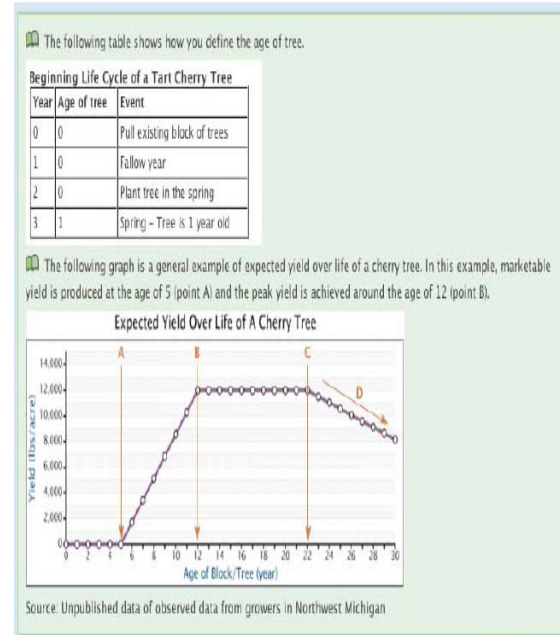 The following table shows how you define the age of tree.
Beginning Life Cycle of a Tart Cherry Tree
Year Age of tree Event
0 0 Pull existing block of trees
1 0 Fallow year
2 0 Plant tree in the spring
3 1 Spring - Tree is 1 year old
The following graph is a general example of expected yield over life of a cherry tree. In this example, marketable
yield is produced at the age of 5 (point A) and the peak yield is achieved around the age of 12 (point B).
Expected Yield Over Life of A Cherry Tree
A B C
14,000
12,000
D
10,000
8,000
6,000
4,000
2,000
0
Yield (lbs/acre)
0 2 4 6 8 10 12 14 16 18 20 22 24 26 28 30
Age of Block/Tree (year)
Source: Unpublished data of observed data from growers in Northwest Michigan